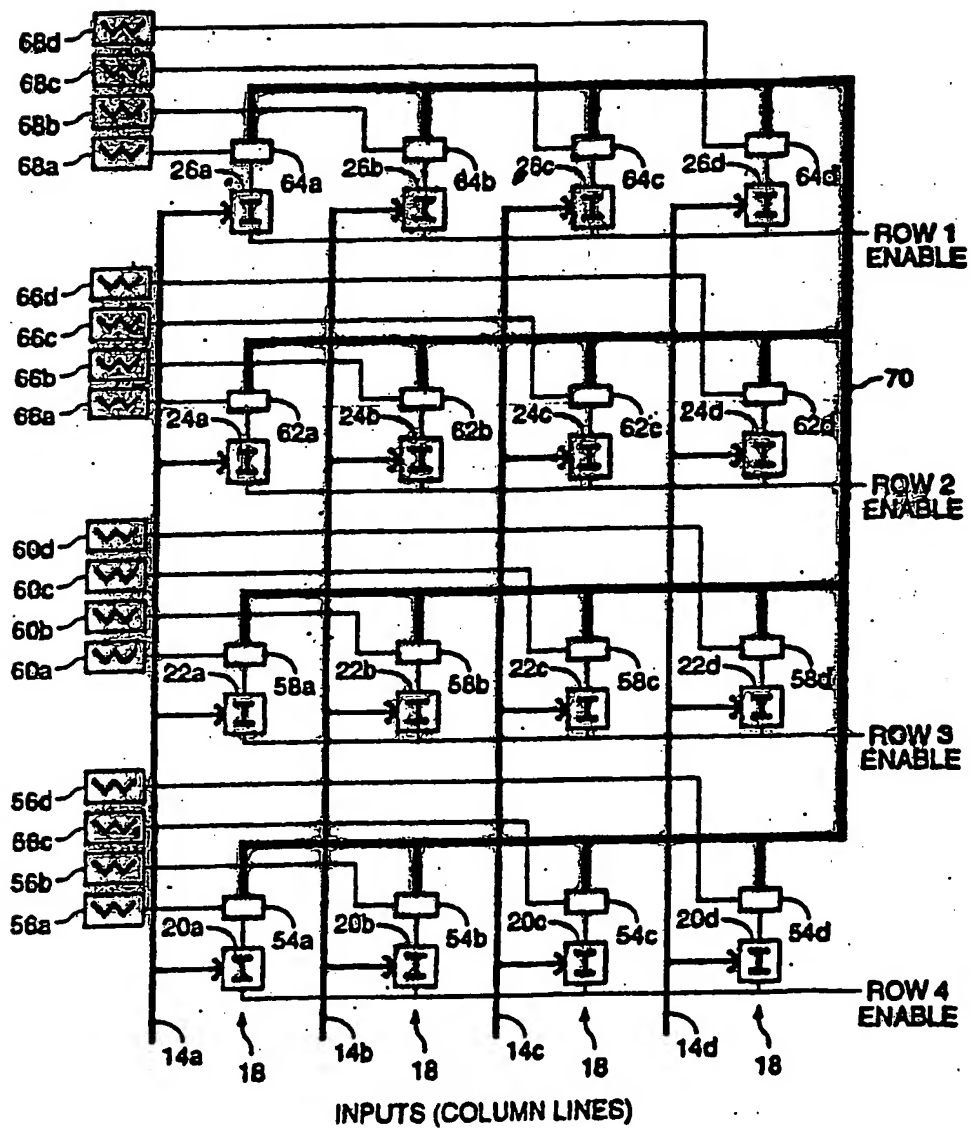 68d
68c
68b
68a
26a 64a 26b 64b 26c 64c 26d 64d
ROW 1
ENABLE
66d
66c
66b
66a
70
24a 62a 24b 62b 24c 62c 24d 62d
ROW 2
ENABLE
60d
60c
60b
60a
22a 58a 22b 58b 22c 58c 22d 58d
ROW 3
ENABLE
56d
56c
56b
56a
20a 54a 20b 54b 20c 54c 20d 54d
I I I I
I I I I
I I I I
I I I I
ROW 4
ENABLE
14a 18 14b 18 14c 18 14d 18
INPUTS (COLUMN LINES)